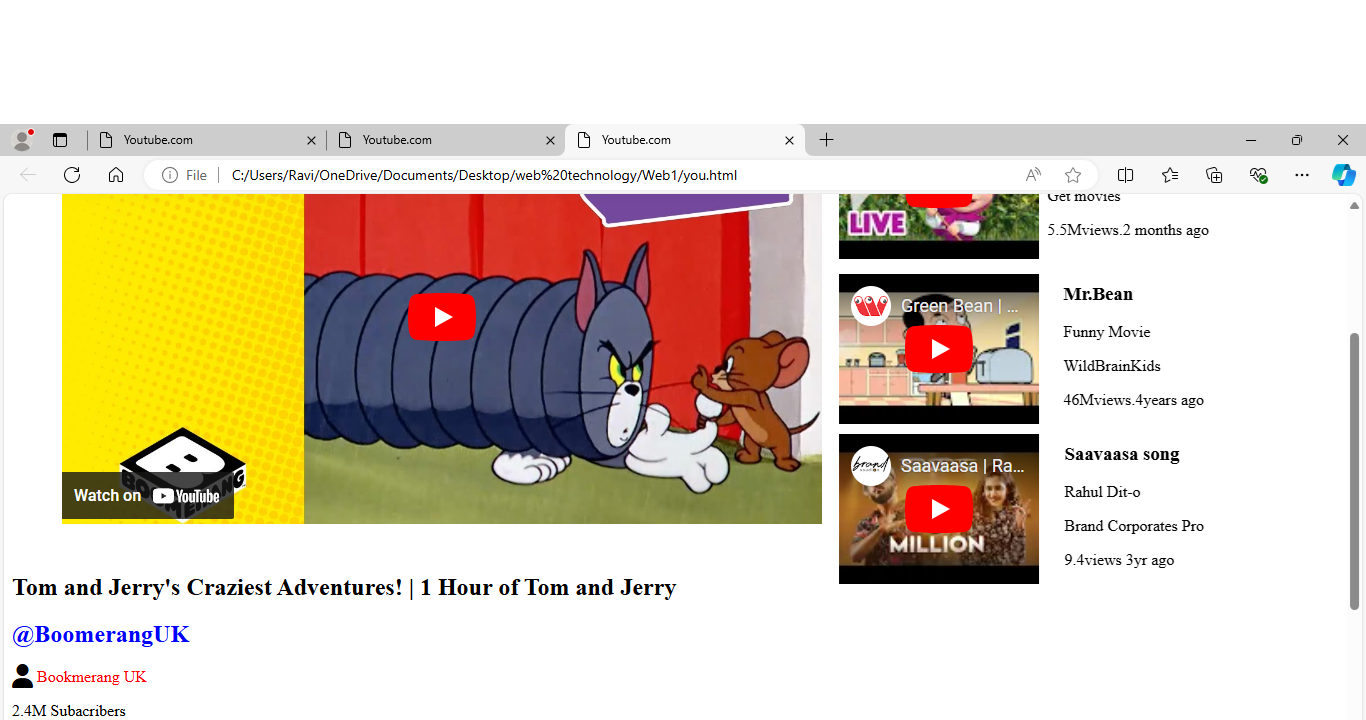 Youtube.com
Youtube.com
Youtube.com
File
C:/Users/Ravi/OneDrive/Documents/Desktop/web%20technology/Web1/you.html
Watch on YouTube
LIVE
Get movies
5.5Mviews.2 months ago
Green Bean | ...
Mr.Bean
Funny Movie
WildBrainKids
46Mviews.4years ago
brand
Saavaasa | Ra...
MILLION
Saavaasa song
Rahul Dit-o
Brand Corporates Pro
9.4views 3yr ago
Tom and Jerry's Craziest Adventures! | 1 Hour of Tom and Jerry
@BoomerangUK
Bookmerang UK
2.4M Subacribers